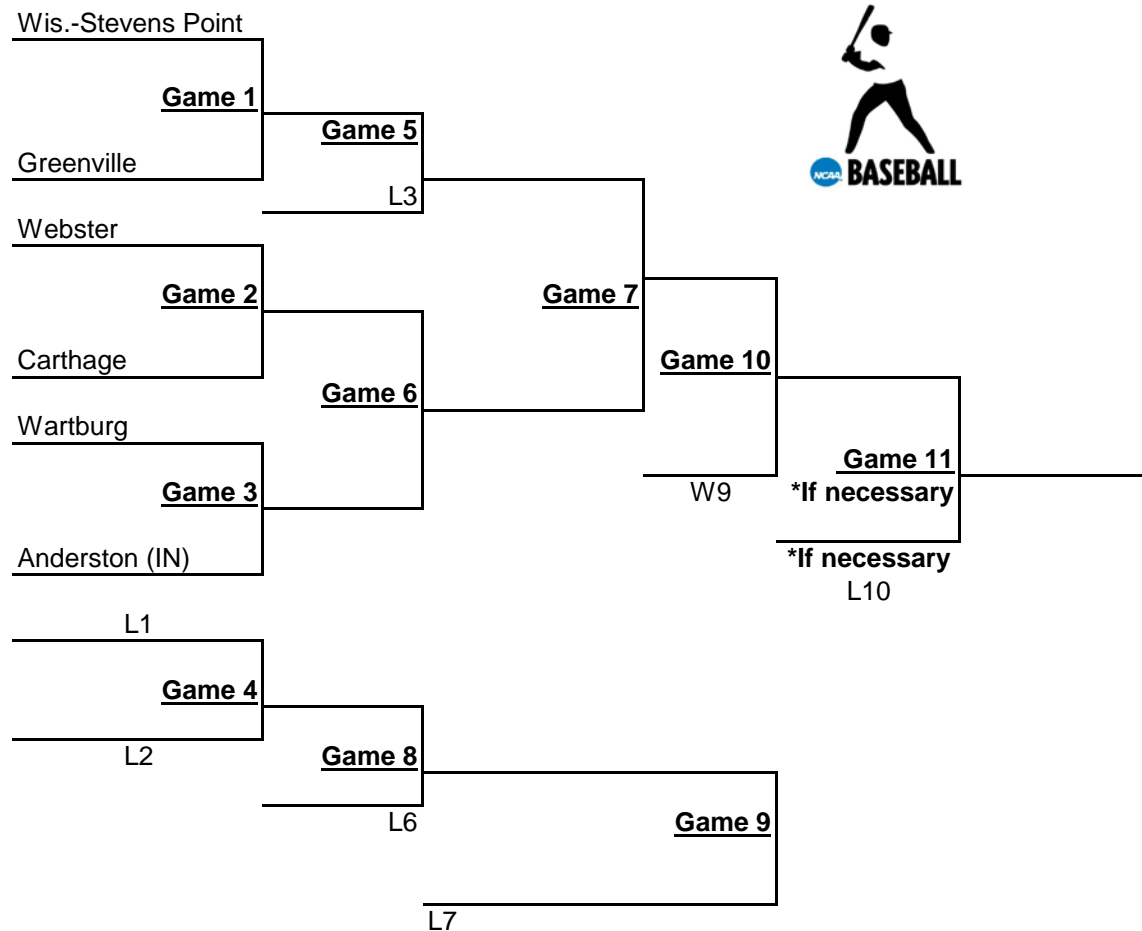 Wis.-Stevens Point
Game 1
Game 5
Greenville
L3
NCAA BASEBALL
Webster
Game 2
Game 7
Carthage
Game 10
Game 6
Wartburg
Game 11
Game 3
W9
*If necessary
Anderston (IN)
*If necessary
L10
L1
Game 4
L2
Game 8
L6
Game 9
L7